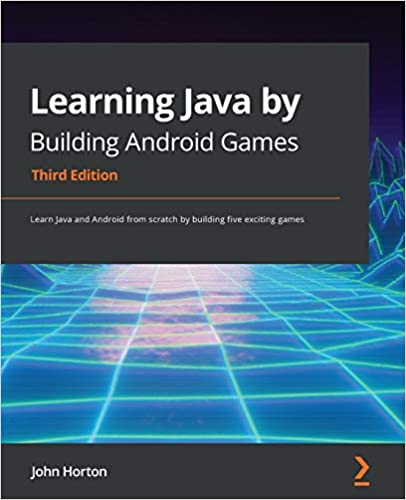 Learning Java by
Building Android Games
Third Edition
Learn Java and Android from scratch by building five exciting games
John Horton